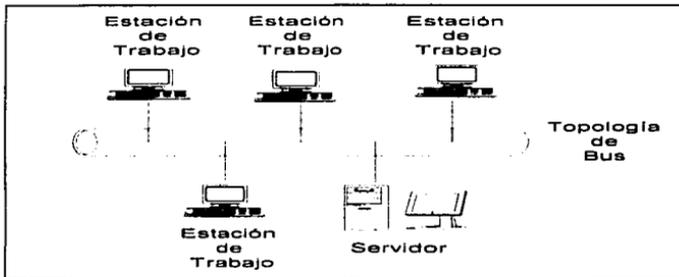 Estación
de
Trabajo
Estación
de
Trabajo
Estación
de
Trabajo
Topología
de
Bus
Estación
de
Trabajo
Servidor